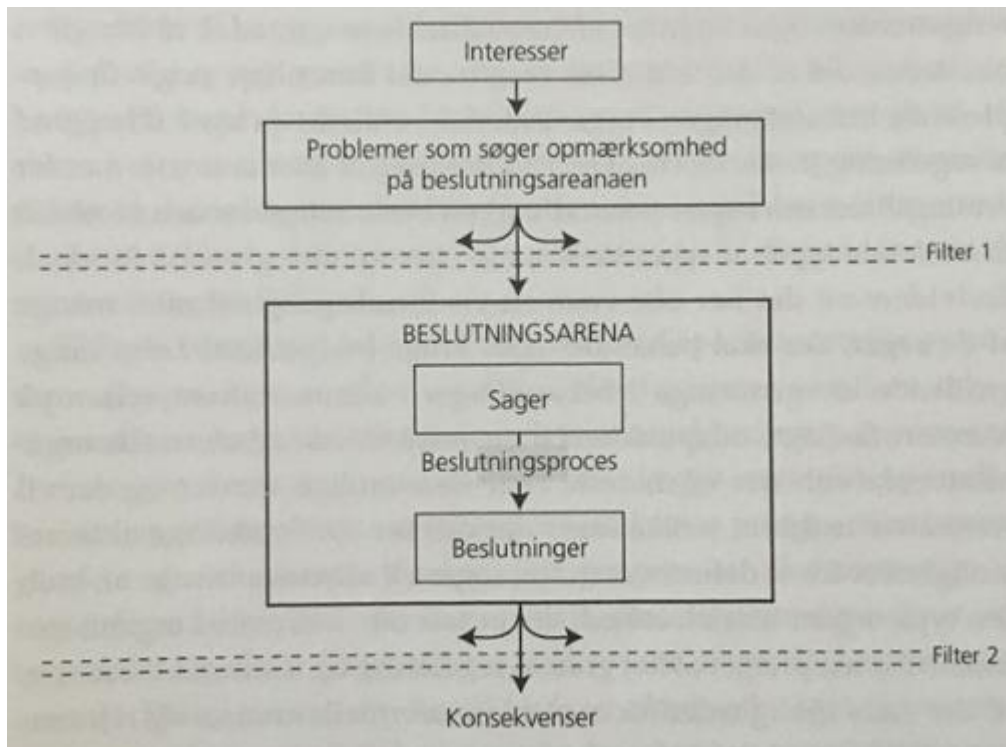 Interesser
Problemer som søger opmærksomhed
på beslutningsareanaen
Filter 1
BESLUTNINGSARENA
Sager
Beslutningsproces
Beslutninger
Filter 2
Konsekvenser